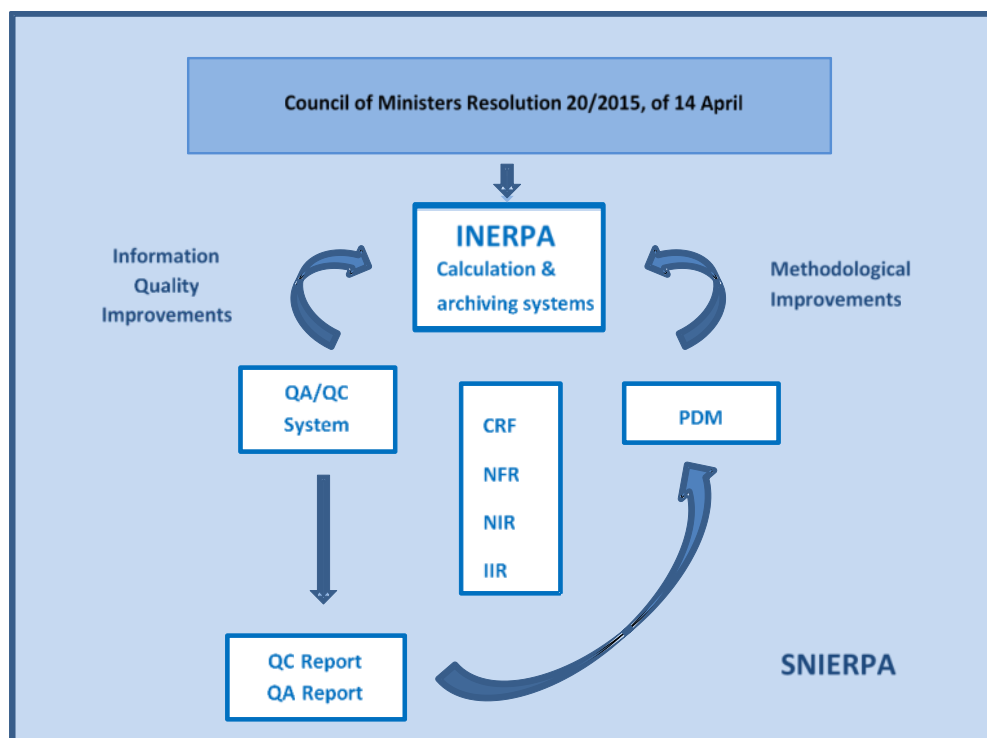 Council of Ministers Resolution 20/2015, of 14 April
INERPA
Calculation &
archiving systems
Information
Quality
Improvements
Methodological
Improvements
QA/QC
System
CRF
NFR
NIR
IIR
PDM
QC Report
QA Report
SNIERPA